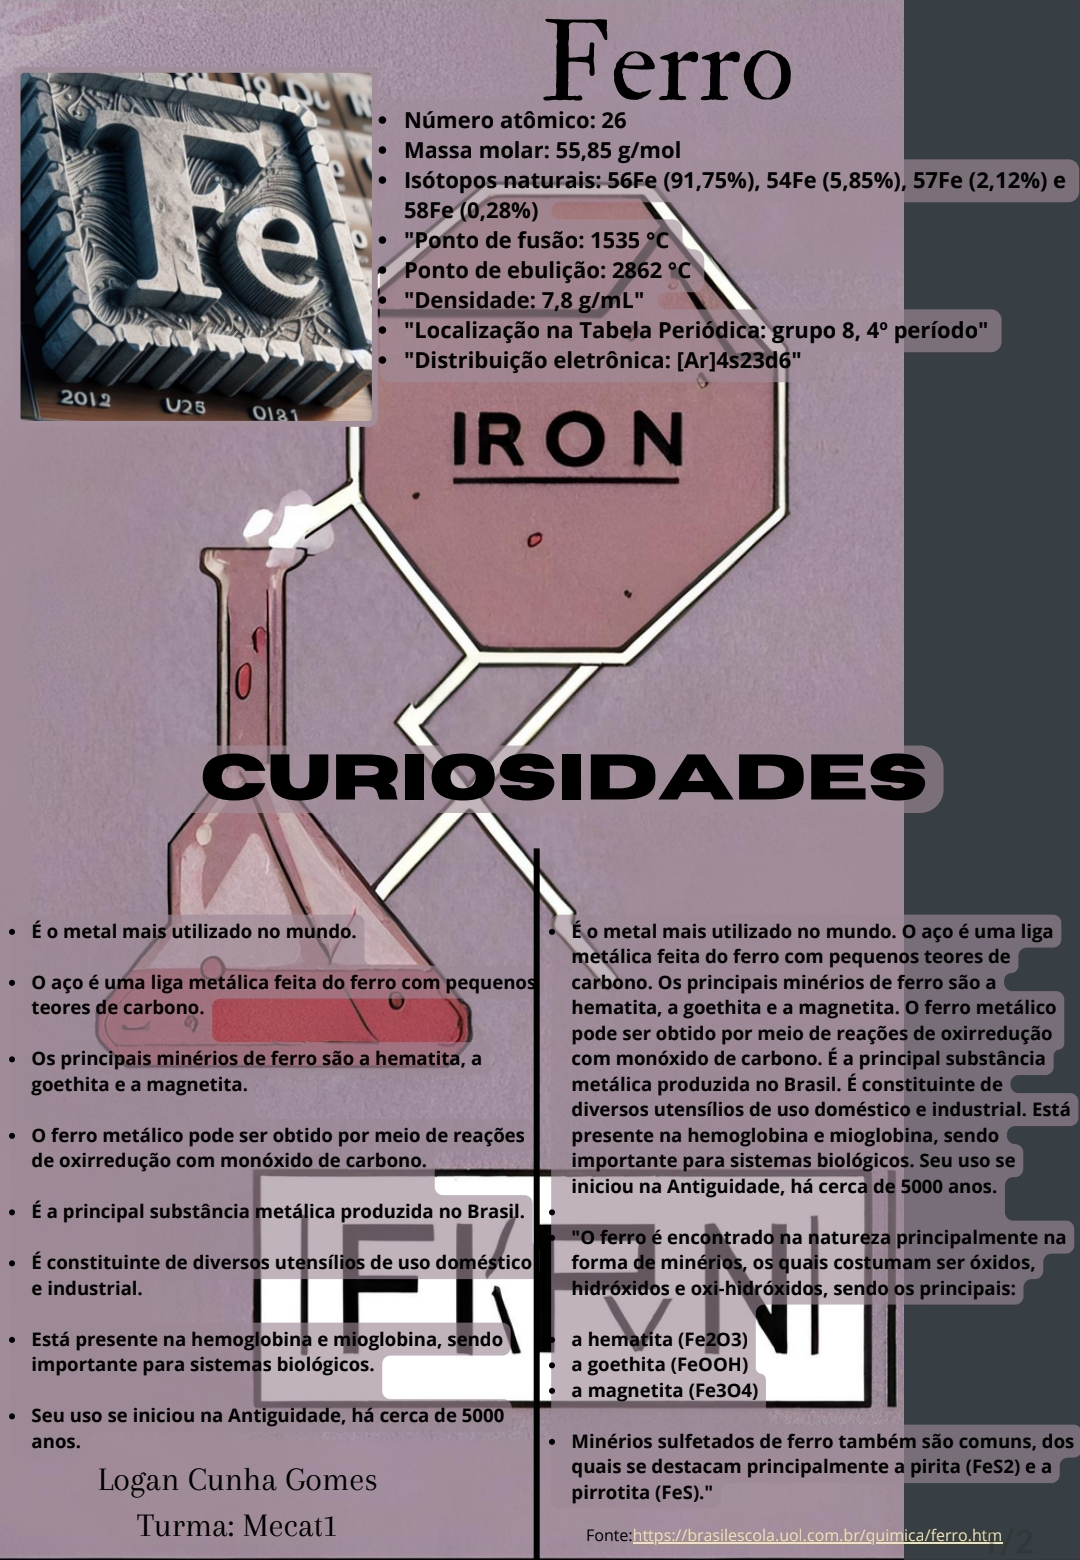 Ferro
Fe
2012
U25
• Número atômico: 26
• Massa molar: 55,85 g/mol
• Isótopos naturais: 56Fe (91,75%), 54Fe (5,85%), 57Fe (2,12%) e
58Fe (0,28%)
• "Ponto de fusão: 1535 °C
• Ponto de ebulição: 2862 °C
• "Densidade: 7,8 g/mL"
• "Localização na Tabela Periódica: grupo 8, 4º período"
• "Distribuição eletrônica: [Ar]4s23d6"
IRON
CURIOSIDADES
• É o metal mais utilizado no mundo.
• O aço é uma liga metálica feita do ferro com pequenos
teores de carbono.
• Os principais minérios de ferro são a hematita, a
goethita e a magnetita.
• O ferro metálico pode ser obtido por meio de reações
de oxirredução com monóxido de carbono.
• É a principal substância metálica produzida no Brasil.
• É constituinte de diversos utensílios de uso doméstico
e industrial.
• Está presente na hemoglobina e mioglobina, sendo
importante para sistemas biológicos.
• Seu uso se iniciou na Antiguidade, há cerca de 5000
anos.
Logan Cunha Gomes
Turma: Mecat1
• É o metal mais utilizado no mundo. O aço é uma liga
metálica feita do ferro com pequenos teores de
carbono. Os principais minérios de ferro são a
hematita, a goethita e a magnetita. O ferro metálico
pode ser obtido por meio de reações de oxirredução
com monóxido de carbono. É a principal substância
metálica produzida no Brasil. É constituinte de
diversos utensílios de uso doméstico e industrial. Está
presente na hemoglobina e mioglobina, sendo
importante para sistemas biológicos. Seu uso se
iniciou na Antiguidade, há cerca de 5000 anos.
•
• "O ferro é encontrado na natureza principalmente na
forma de minérios, os quais costumam ser óxidos,
hidróxidos e oxi-hidróxidos, sendo os principais:
• a hematita (Fe2O3)
• a goethita (FeOOH)
• a magnetita (Fe3O4)
• Minérios sulfetados de ferro também são comuns, dos
quais se destacam principalmente a pirita (FeS2) e a
pirrotita (FeS)."
Fonte:https://brasilescola.uol.com.br/quimica/ferro.htm
1/2